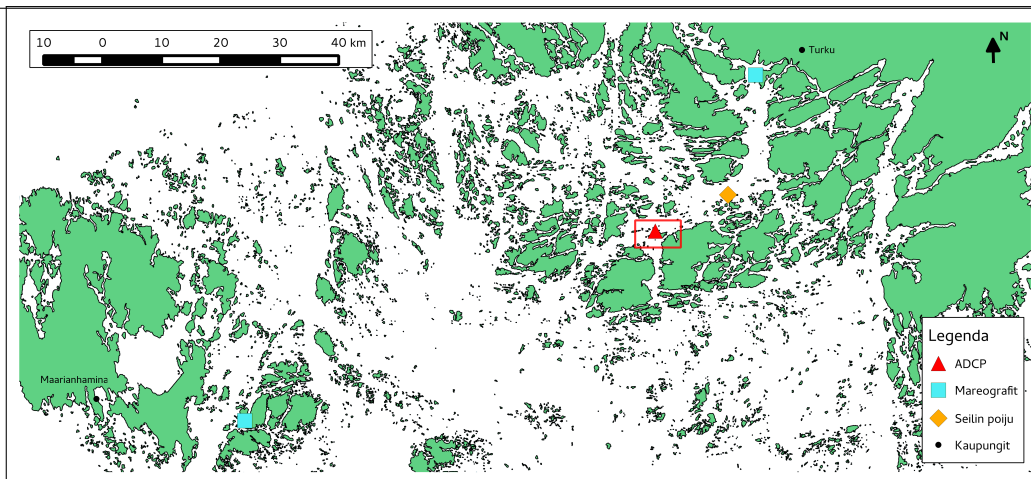 10 0 10 20 30 40 km
N
Turku
Maarianhamina
Legenda
ADCP
Mareografit
Seilin poiju
Kaupungit